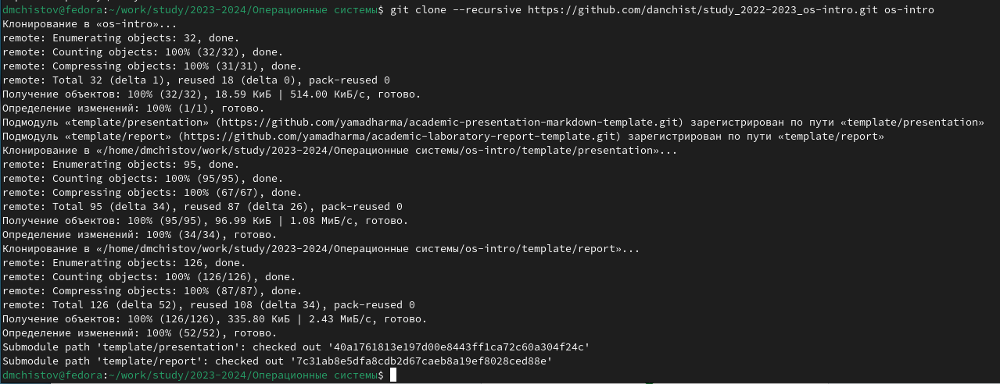 dmchistov@fedora:~/work/study/2023-2024/Операционные системы$ git clone --recursive https://github.com/danchist/study_2022-2023_os-intro.git os-intro
Клонирование в «os-intro»...
remote: Enumerating objects: 32, done.
remote: Counting objects: 100% (32/32), done.
remote: Compressing objects: 100% (31/31), done.
remote: Total 32 (delta 1), reused 18 (delta 0), pack-reused 0
Получение объектов: 100% (32/32), 18.59 КиБ | 514.00 КиБ/с, готово.
Определение изменений: 100% (1/1), готово.
Подмодуль «template/presentation» (https://github.com/yamadharma/academic-presentation-markdown-template.git) зарегистрирован по пути «template/presentation»
Подмодуль «template/report» (https://github.com/yamadharma/academic-laboratory-report-template.git) зарегистрирован по пути «template/report»
Клонирование в «/home/dmchistov/work/study/2023-2024/Операционные системы/os-intro/template/presentation»...
remote: Enumerating objects: 95, done.
remote: Counting objects: 100% (95/95), done.
remote: Compressing objects: 100% (67/67), done.
remote: Total 95 (delta 34), reused 87 (delta 26), pack-reused 0
Получение объектов: 100% (95/95), 96.99 КиБ | 1.08 МиБ/с, готово.
Определение изменений: 100% (34/34), готово.
Клонирование в «/home/dmchistov/work/study/2023-2024/Операционные системы/os-intro/template/report»...
remote: Enumerating objects: 126, done.
remote: Counting objects: 100% (126/126), done.
remote: Compressing objects: 100% (87/87), done.
remote: Total 126 (delta 52), reused 108 (delta 34), pack-reused 0
Получение объектов: 100% (126/126), 335.80 КиБ | 2.43 МиБ/с, готово.
Определение изменений: 100% (52/52), готово.
Submodule path 'template/presentation': checked out '40a1761813e197d00e8443ff1ca72c60a304f24c'
Submodule path 'template/report': checked out '7c31ab8e5dfa8cdb2d67caeb8a19ef8028ced88e'
dmchistov@fedora:~/work/study/2023-2024/Операционные системы$